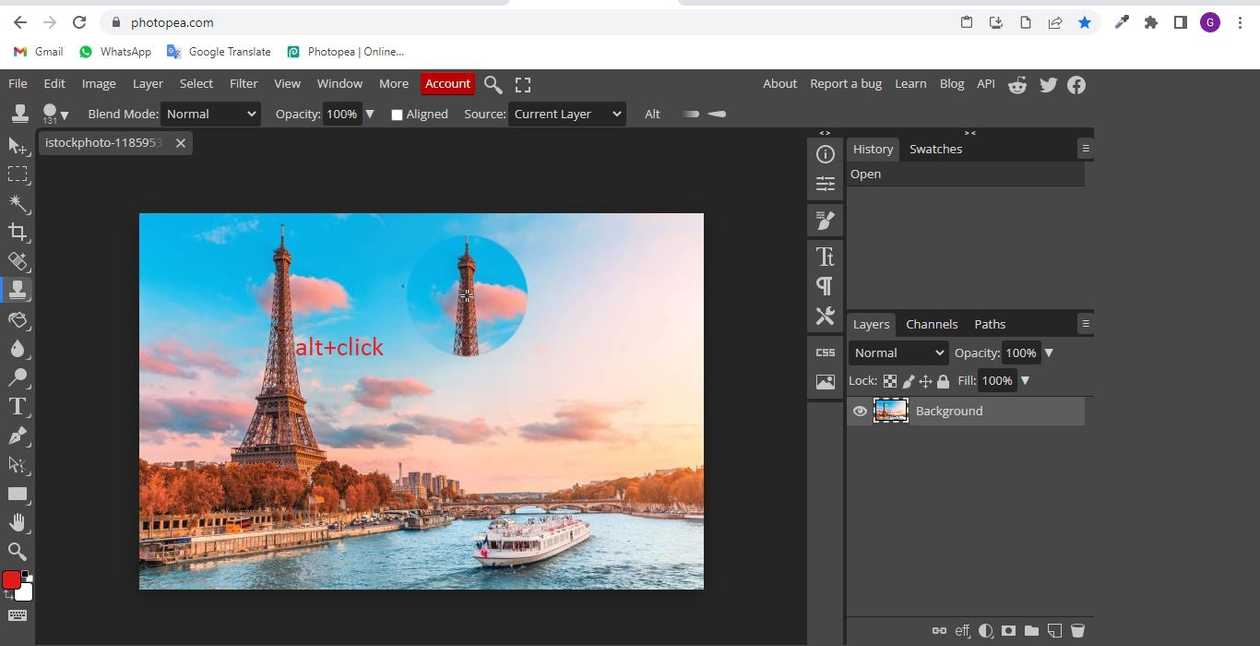 photopea.com
G
Gmail WhatsApp Google Translate Photopea | Online...
File Edit Image Layer Select Filter View Window More Account About Report a bug Learn Blog API
131 Blend Mode: Normal Opacity: 100% Aligned Source: Current Layer Alt
istockphoto-1185953
History Swatches
Open
alt+click
Layers Channels Paths
Normal Opacity: 100%
CSS
Lock: Fill: 100%
Background
eff